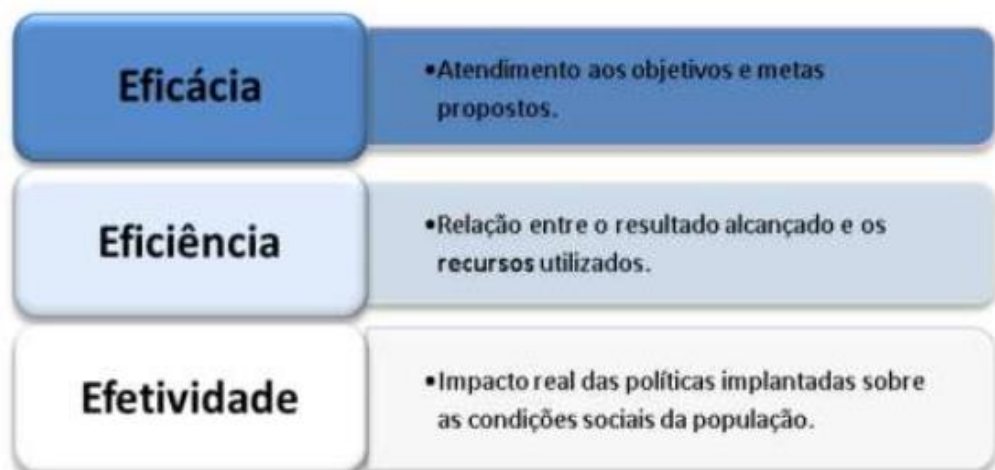 Eficácia
•Atendimento aos objetivos e metas
propostos.
Eficiência
•Relação entre o resultado alcançado e os
recursos utilizados.
Efetividade
•Impacto real das políticas implantadas sobre
as condições sociais da população.